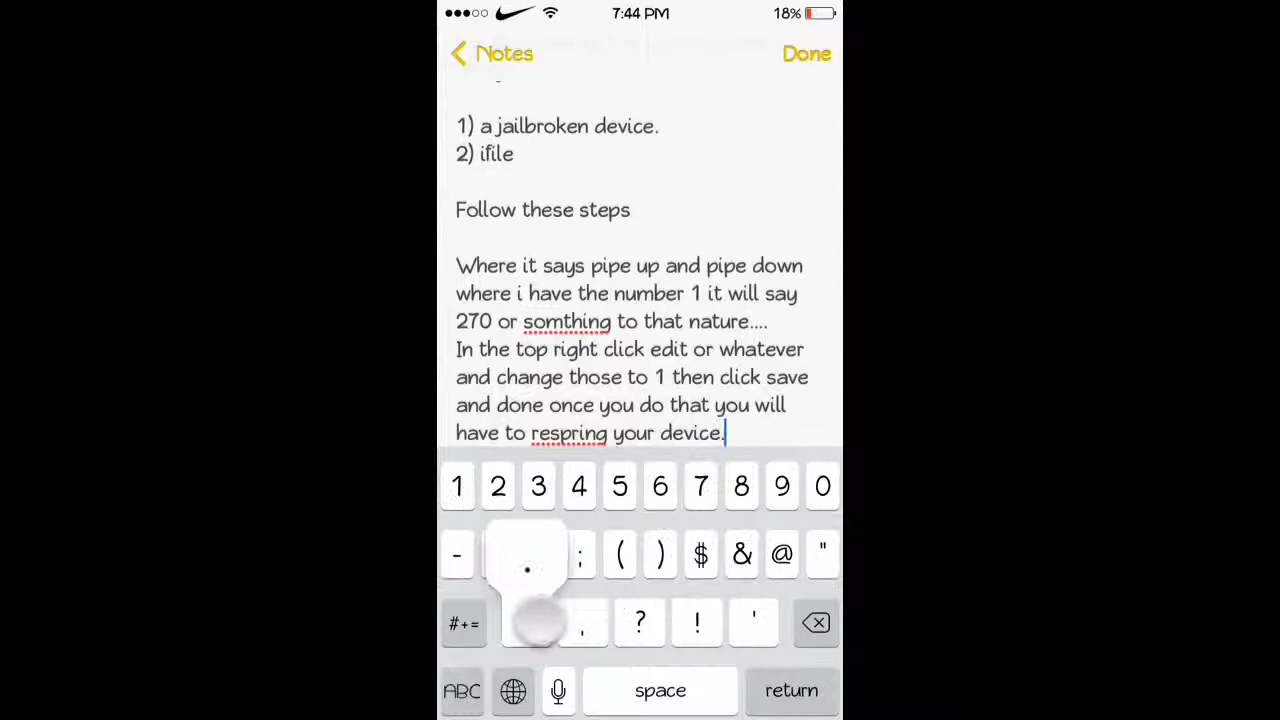 7:44 PM
18%
Notes
Done
1) a jailbroken device.
2) ifile
Follow these steps
Where it says pipe up and pipe down
where i have the number 1 it will say
270 or somthing to that nature....
In the top right click edit or whatever
and change those to 1 then click save
and done once you do that you will
have to respring your device.
1 2 3 4 5 6 7 8 9 0
- ; ( ) $ & @ "
.
#+= , ? ! '
ABC space return